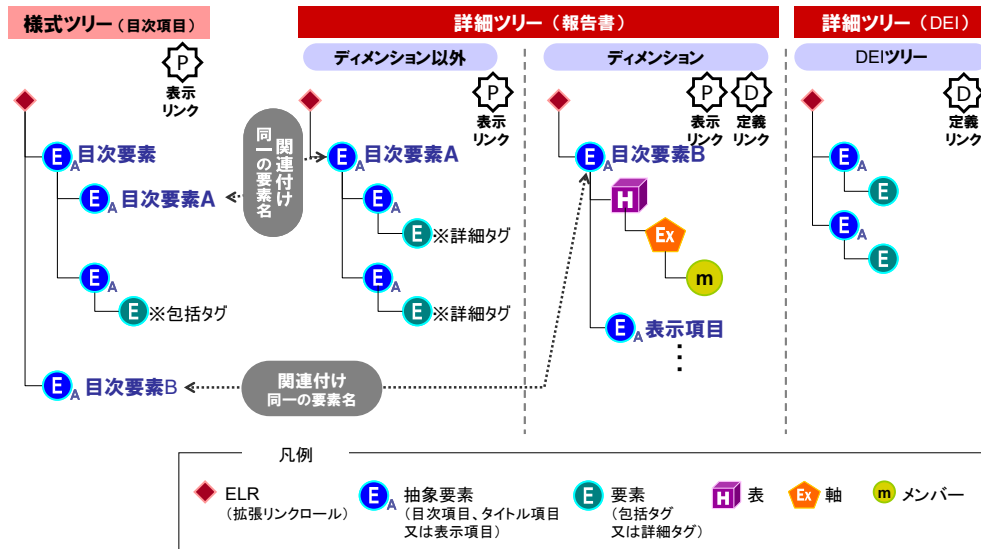 様式ツリー（目次項目）
詳細ツリー（報告書）
詳細ツリー（DEI）
ディメンション以外
ディメンション
DEIツリー
P
表示
リンク
P
表示
リンク
P
表示
リンク
D
定義
リンク
D
定義
リンク
E A 目次要素
E A 目次要素A
E A
E ※包括タグ
E A 目次要素B
関連付け
同一の要素名
E A 目次要素A
E A
E ※詳細タグ
E A
E ※詳細タグ
関連付け
同一の要素名
E A 目次要素B
H
Ex
m
E A 表示項目
E A
E
E A
E
凡例
ELR
（拡張リンクロール）
E A 抽象要素
（目次項目、タイトル項目
又は表示項目）
E 要素
（包括タグ
又は詳細タグ）
H 表
Ex 軸
m メンバー